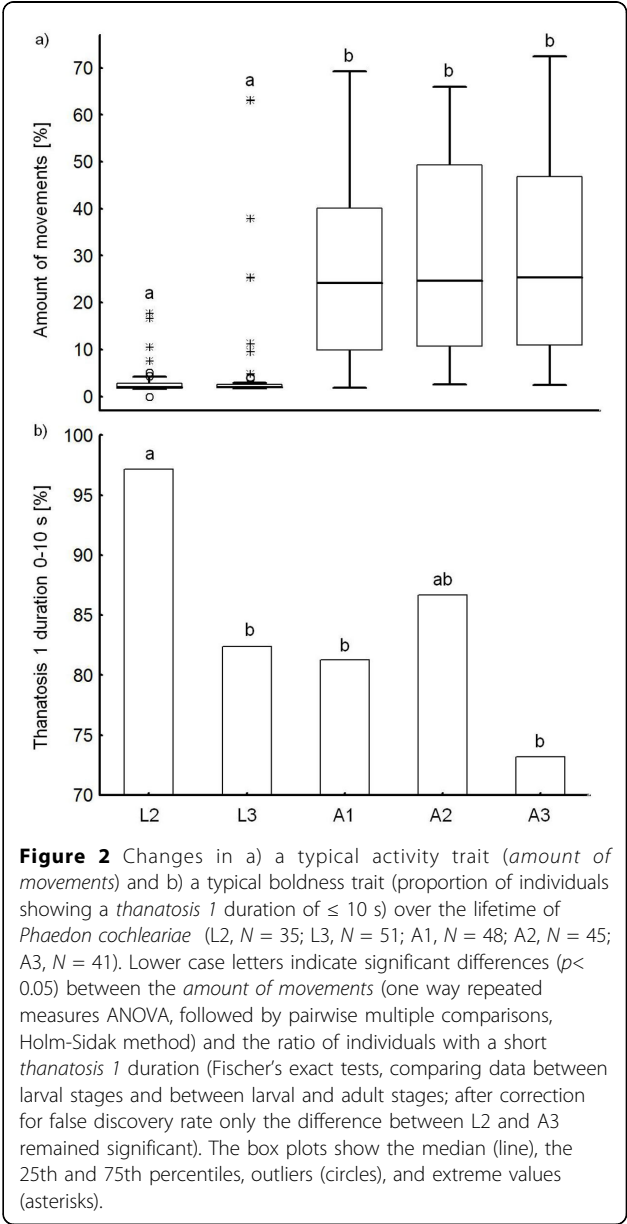 a)
b
b
b
70
a
60
50
40
30
a
20
10
0
Amount of movements [%]
b)
100
a
95
90
ab
85
b
b
80
75
b
70
Thanatosis 1 duration 0-10 s [%]
L2 L3 A1 A2 A3
Figure 2 Changes in a) a typical activity trait (amount of
movements) and b) a typical boldness trait (proportion of individuals
showing a thanatosis 1 duration of ≤ 10 s) over the lifetime of
Phaedon cochleariae (L2, N = 35; L3, N = 51; A1, N = 48; A2, N = 45;
A3, N = 41). Lower case letters indicate significant differences (p<
0.05) between the amount of movements (one way repeated
measures ANOVA, followed by pairwise multiple comparisons,
Holm-Sidak method) and the ratio of individuals with a short
thanatosis 1 duration (Fischer's exact tests, comparing data between
larval stages and between larval and adult stages; after correction
for false discovery rate only the difference between L2 and A3
remained significant). The box plots show the median (line), the
25th and 75th percentiles, outliers (circles), and extreme values
(asterisks).